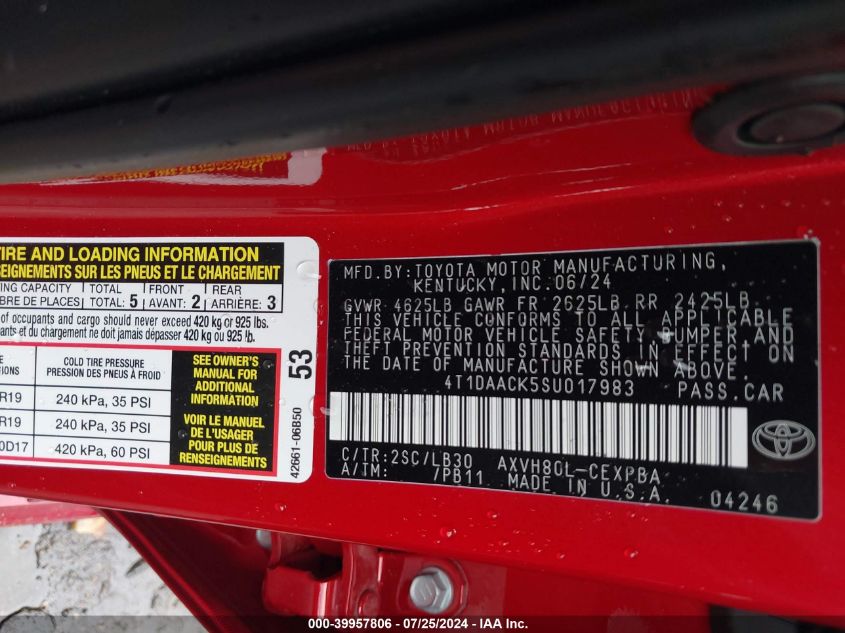 TIRE AND LOADING INFORMATION
SEIGNEMENTS SUR LES PNEUS ET LE CHARGEMENT
ING CAPACITY TOTAL FRONT REAR
BRE DE PLACES TOTAL: 5 AVANT: 2 ARRIÈRE: 3
of occupants and cargo should never exceed 420 kg or 925 lbs.
nts et du chargement ne doit jamais dépasser 420 kg ou 925 lb.
COLD TIRE PRESSURE
PRESSION DES PNEUS À FROID
R19 240 kPa, 35 PSI
R19 240 kPa, 35 PSI
0D17 420 kPa, 60 PSI
SEE OWNER'S
MANUAL FOR
ADDITIONAL
INFORMATION
VOIR LE MANUEL
DE L'USAGER
POUR PLUS DE
RENSEIGNEMENTS
53
42661-06B50
MFD.BY:TOYOTA MOTOR MANUFACTURING,
KENTUCKY, INC.06/24
GVWR 4625LB GAWR FR 2625LB RR 2425LB
THIS VEHICLE CONFORMS TO ALL APPLICABLE
FEDERAL MOTOR VEHICLE SAFETY, BUMPER, AND
THEFT PREVENTION STANDARDS IN EFFECT ON
THE DATE OF MANUFACTURE SHOWN ABOVE.
4T1DAACK5SU017983 PASS.CAR
C/TR:2SC/LB30 AXVH80L-CEXPBA
A/TM: /PB11 MADE IN U.S.A.
04246
000-39957806 - 07/25/2024 - IAA Inc.